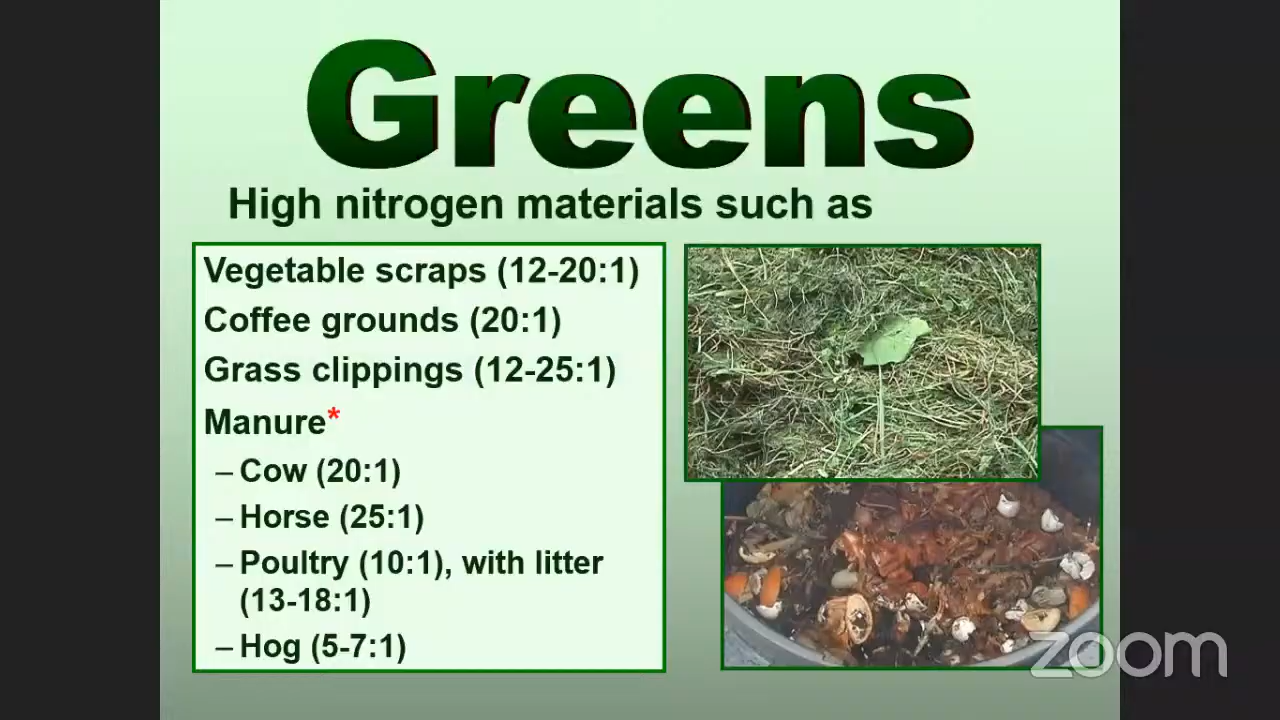 Greens
High nitrogen materials such as
Vegetable scraps (12-20:1)
Coffee grounds (20:1)
Grass clippings (12-25:1)
Manure*
– Cow (20:1)
– Horse (25:1)
– Poultry (10:1), with litter
(13-18:1)
– Hog (5-7:1)
zoom